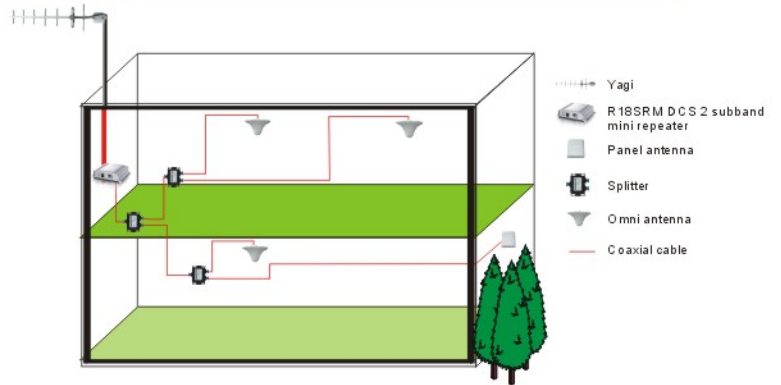 Yagi
R18SRM DCS 2 subband
mini repeater
Panel antenna
Splitter
Omni antenna
Coaxial cable